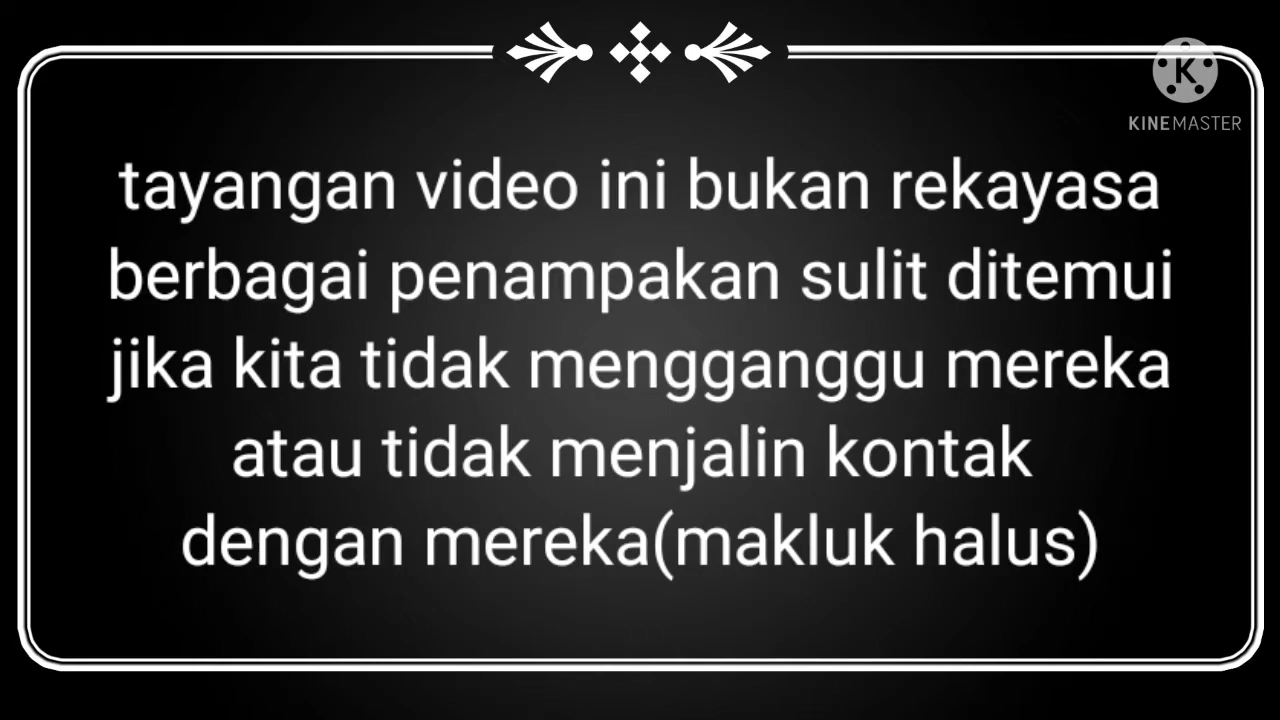 K
KINEMASTER
tayangan video ini bukan rekayasa
berbagai penampakan sulit ditemui
jika kita tidak mengganggu mereka
atau tidak menjalin kontak
dengan mereka(makluk halus)